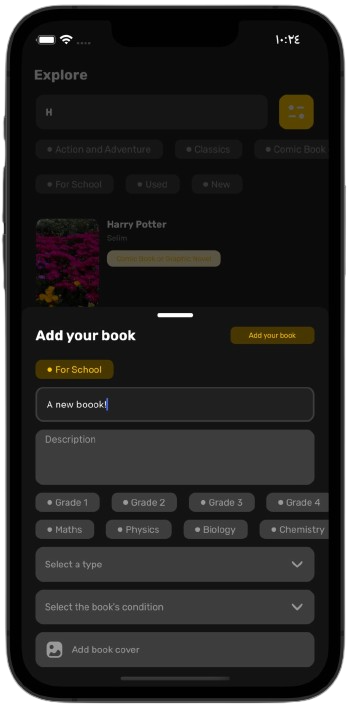 ١٠:٢٤
Explore
H
Action and Adventure Classics Comic Book
For School Used New
Harry Potter
Selim
Comic Book or Graphic Novel
Add your book Add your book
For School
A new boook!
Description
Grade 1 Grade 2 Grade 3 Grade 4
Maths Physics Biology Chemistry
Select a type
Select the book's condition
Add book cover